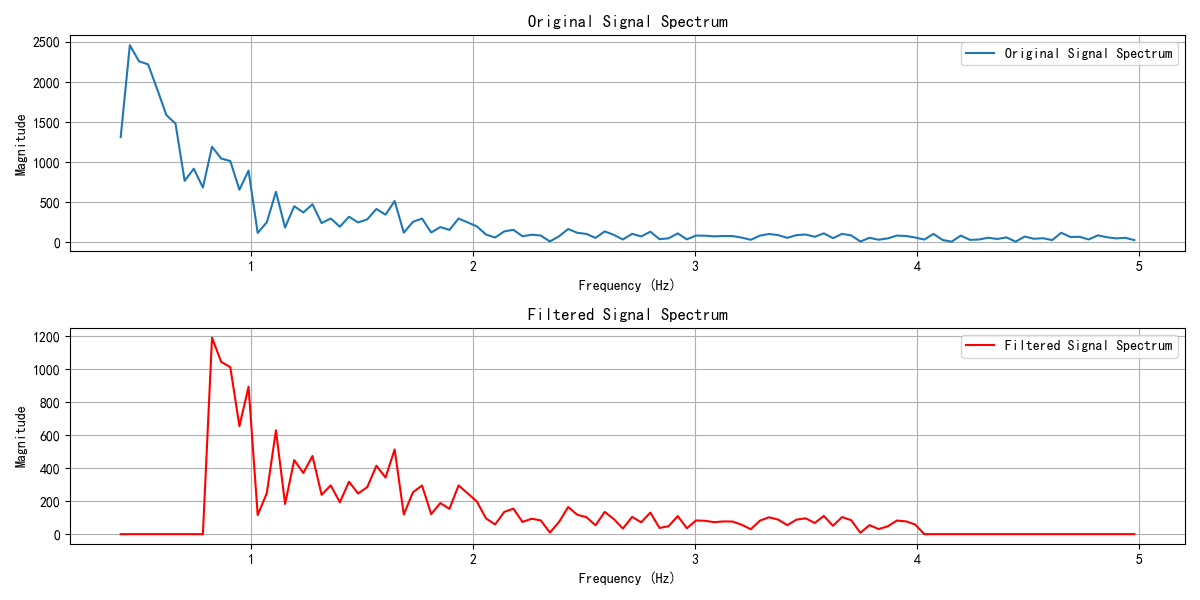 Original Signal Spectrum
2500
2000
1500
1000
500
0
Magnitude
Original Signal Spectrum
1 2 3 4 5
Frequency (Hz)
Filtered Signal Spectrum
1200
1000
800
600
400
200
0
Magnitude
Filtered Signal Spectrum
1 2 3 4 5
Frequency (Hz)